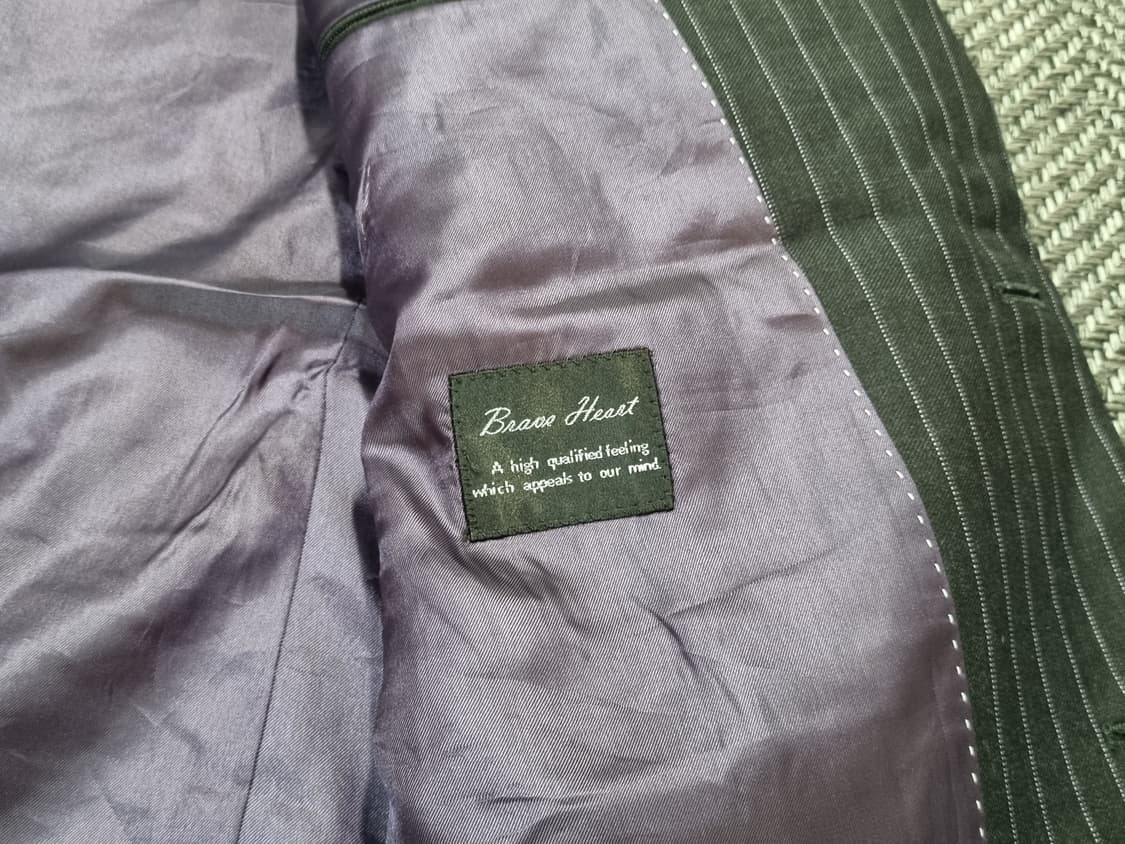 Brave Heart
A high qualified feeling
which appeals to our mind.